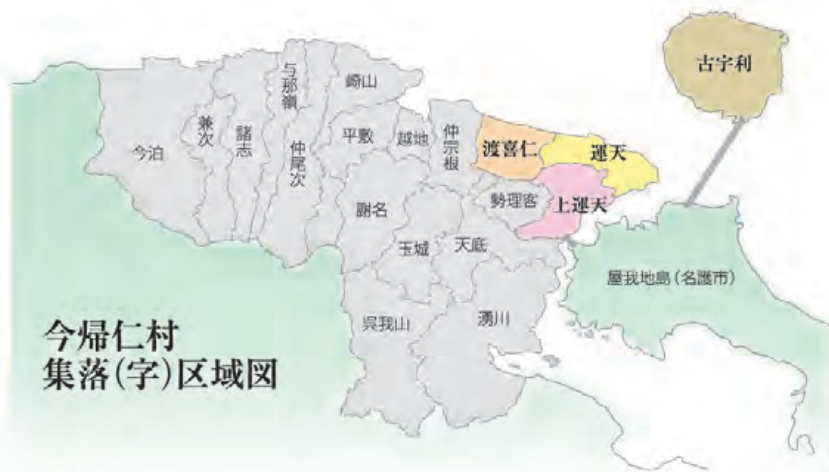 今帰仁村
集落(字)区域図
今泊
兼次
諸志
与那嶺
仲尾次
崎山
平敷
越地
仲宗根
謝名
玉城
天底
勢理客
呉我山
湧川
渡喜仁
運天
上運天
古宇利
屋我地島(名護市)